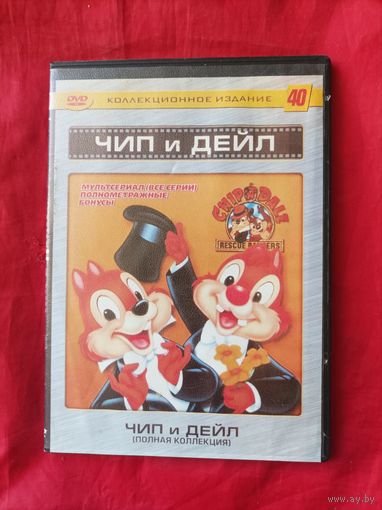 DVD
КОЛЛЕКЦИОННОЕ ИЗДАНИЕ
40
ЧИП и ДЕЙЛ
МУЛЬТСЕРИАЛ (ВСЕ СЕРИИ)
ПОЛНОМЕТРАЖНЫЕ
БОНУСЫ
CHIP 'N DALE
RESCUE RANGERS
ЧИП и ДЕЙЛ
(ПОЛНАЯ КОЛЛЕКЦИЯ)
www.ay.by